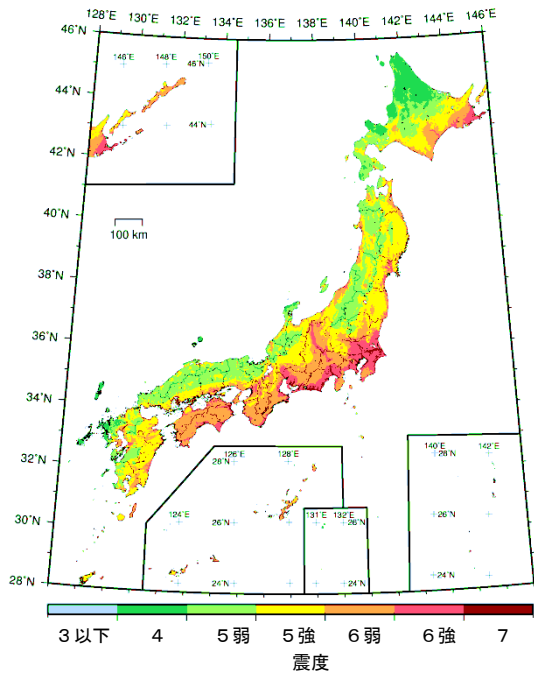 128°E 130°E 132°E 134°E 136°E 138°E 140°E 142°E 144°E 146°E
46°N
146°E 148°E 150°E
46°N
44°N
44°N
42°N
40°N
100 km
38°N
36°N
34°N
32°N
126°E 128°E
28°N
140°E 142°E
28°N
30°N
124°E
26°N
131°E 132°E
26°N
26°N
28°N
24°N
24°N
24°N
3以下 4 5弱 5強 6弱 6強 7
震度